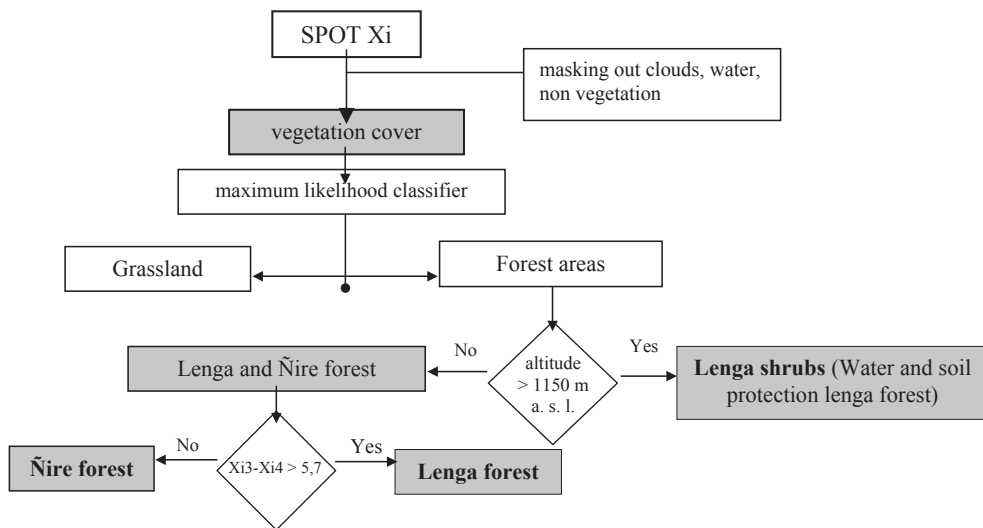 SPOT Xi
masking out clouds, water,
non vegetation
vegetation cover
maximum likelihood classifier
Grassland
Forest areas
altitude
> 1150 m
a. s. l.
No
Yes
Lenga and Ñire forest
Lenga shrubs (Water and soil
protection lenga forest)
Xi3-Xi4 > 5,7
No
Yes
Ñire forest
Lenga forest